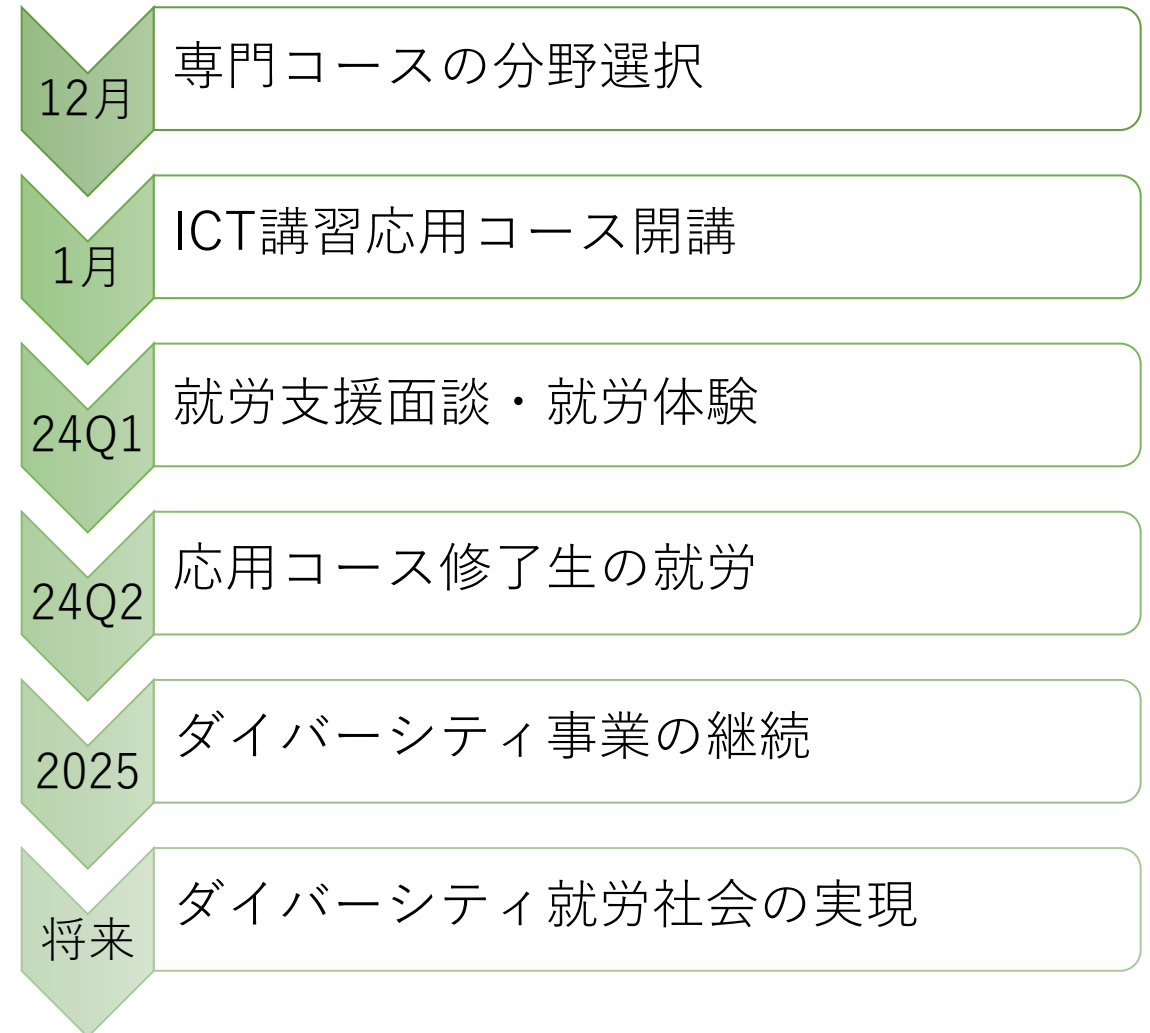 12月
専門コースの分野選択
1月
ICT講習応用コース開講
24Q1
就労支援面談・就労体験
24Q2
応用コース修了生の就労
2025
ダイバーシティ事業の継続
将来
ダイバーシティ就労社会の実現